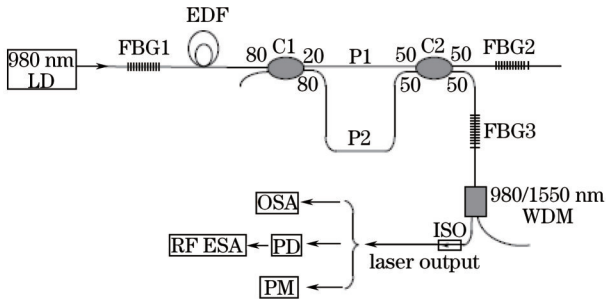 EDF
FBG1
980 nm
LD
80
C1
20
80
P1
50
C2
50
50
50
FBG2
P2
FBG3
980/1550 nm
WDM
OSA
ISO
RF ESA
PD
laser output
PM